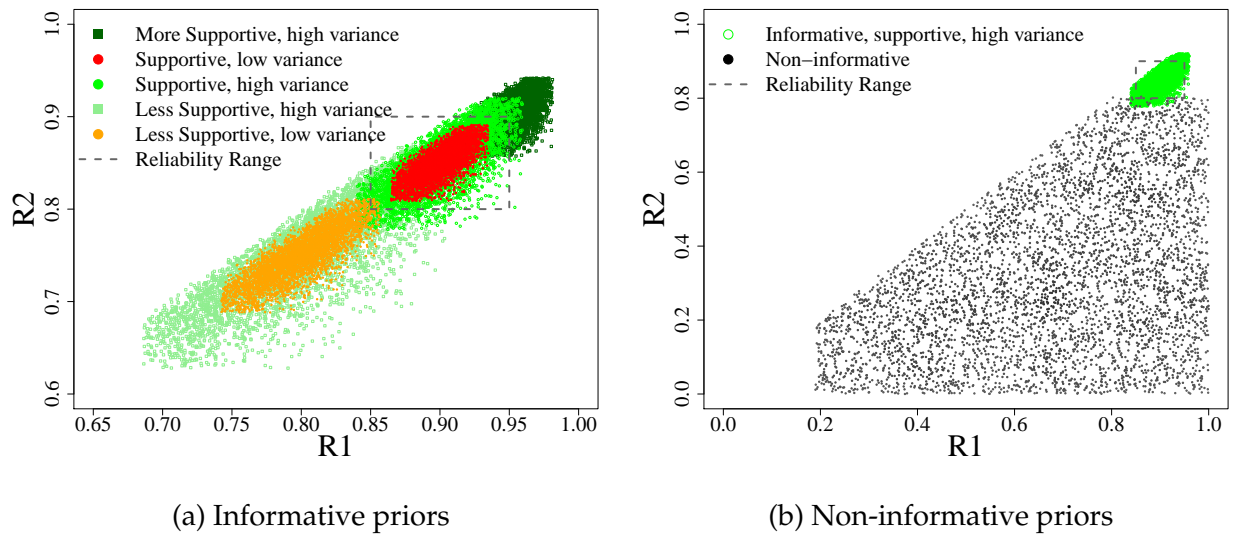 More Supportive, high variance
Supportive, low variance
Supportive, high variance
Less Supportive, high variance
Less Supportive, low variance
Reliability Range
R2
1.0
0.9
0.8
0.7
0.6
0.65 0.70 0.75 0.80 0.85 0.90 0.95 1.00
R1
(a) Informative priors
Informative, supportive, high variance
Non−informative
Reliability Range
R2
1.0
0.8
0.6
0.4
0.2
0.0
0.0 0.2 0.4 0.6 0.8 1.0
R1
(b) Non-informative priors